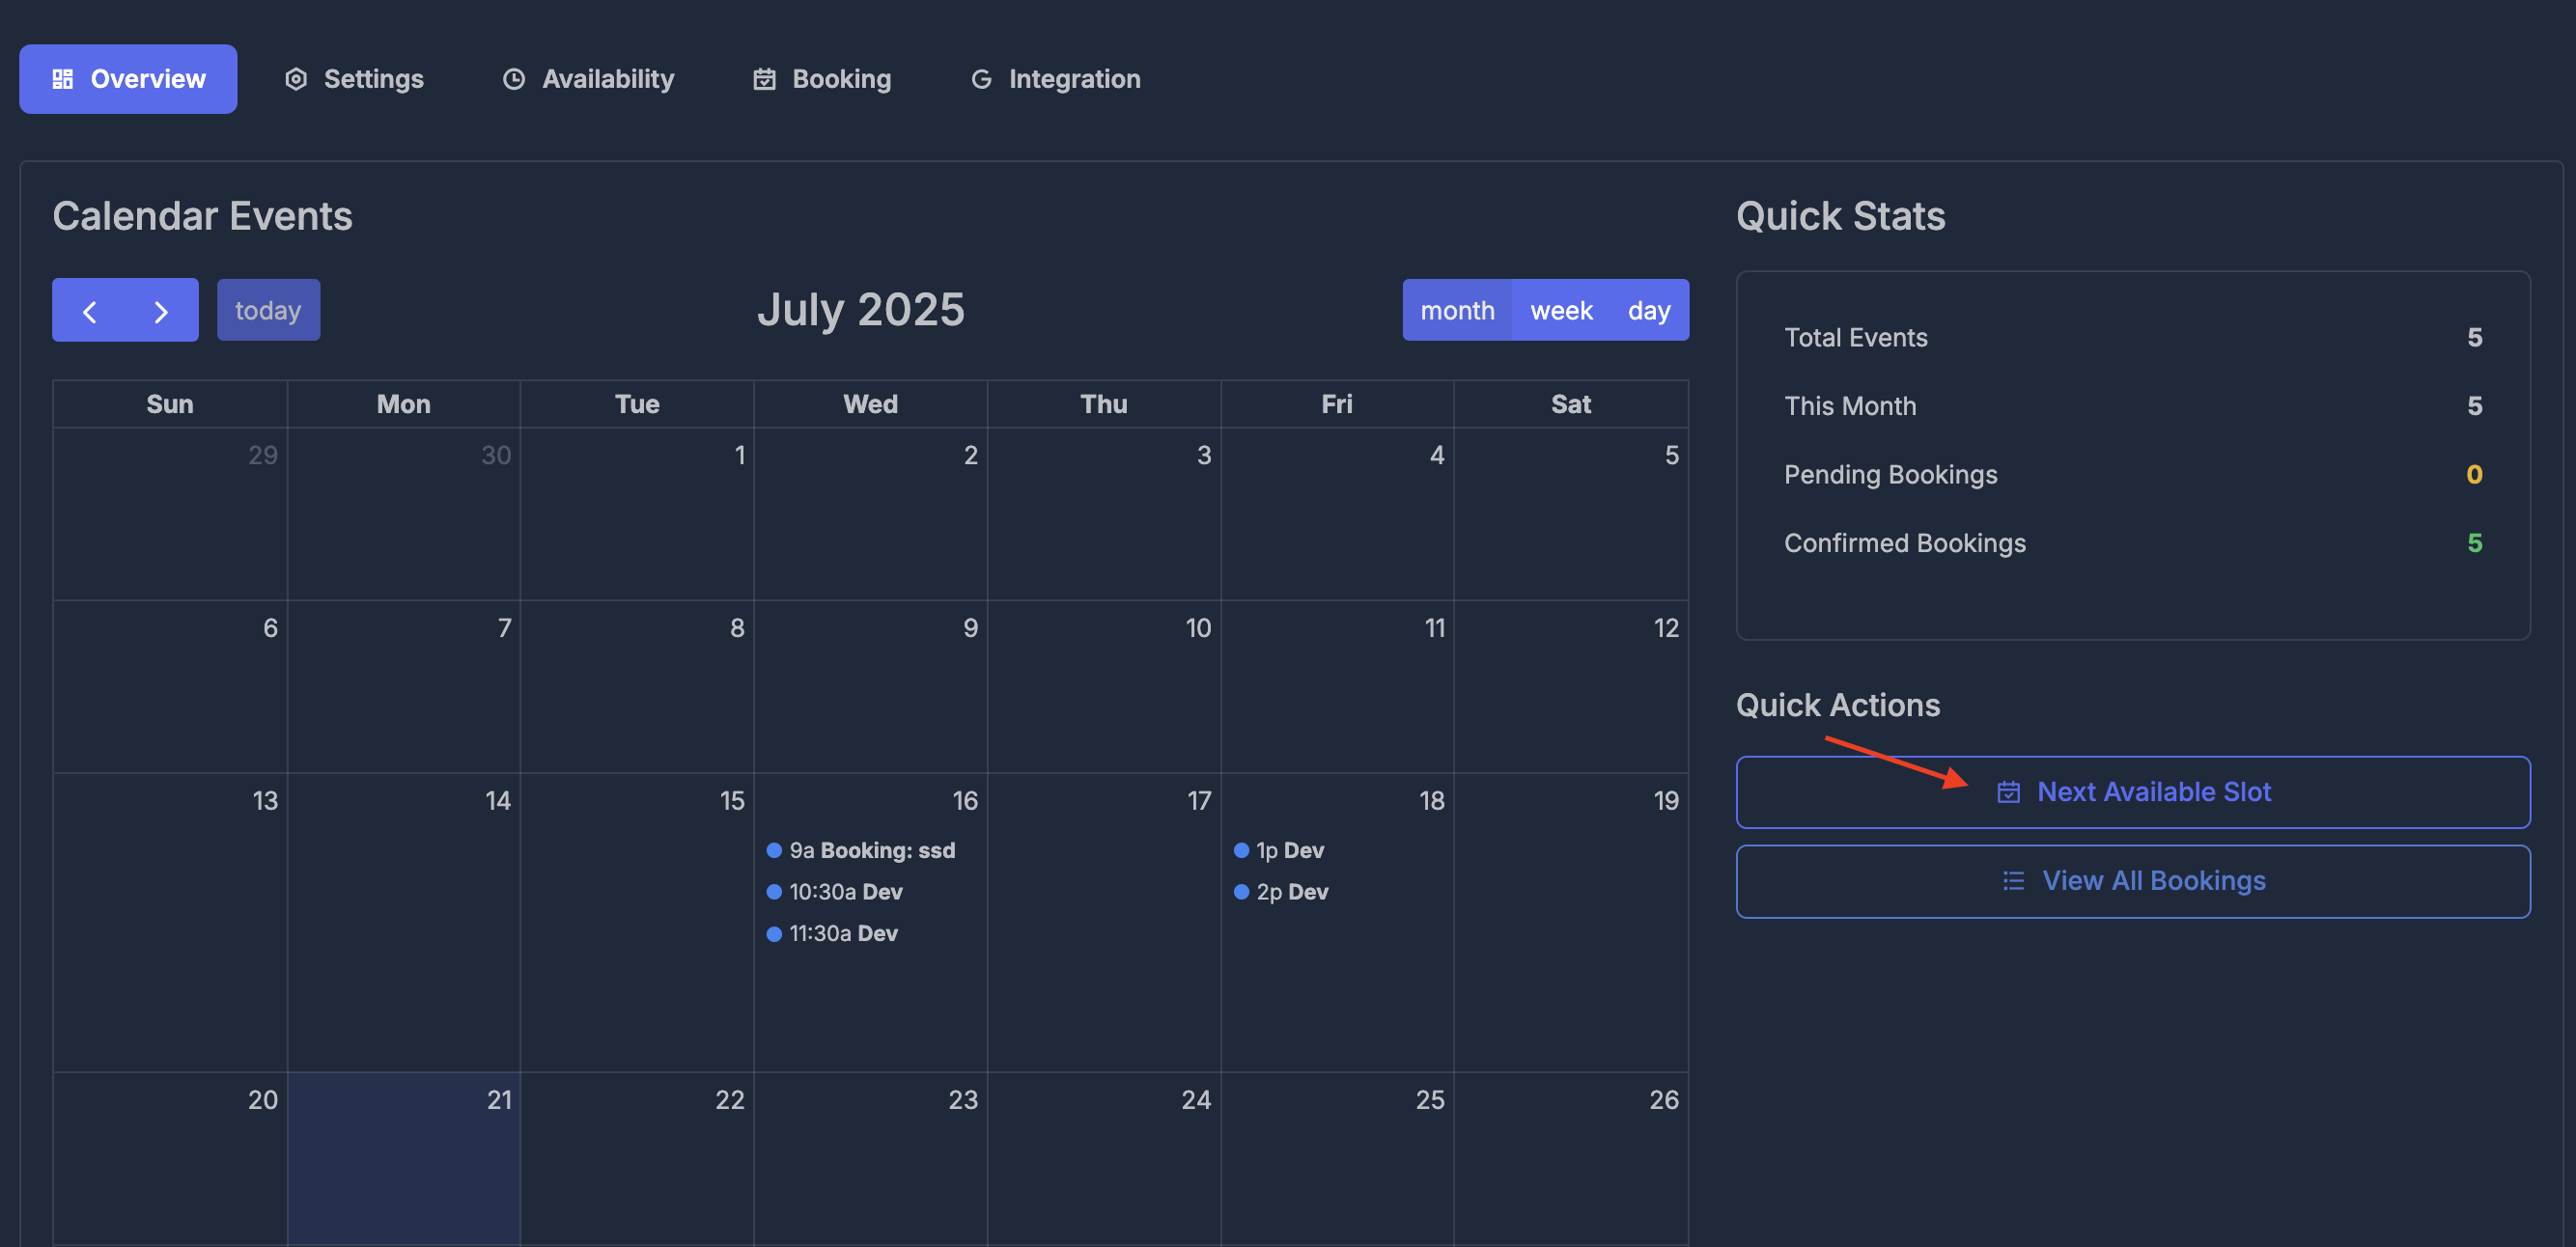 Overview Settings Availability Booking Integration
Calendar Events
today July 2025 month week day
Sun Mon Tue Wed Thu Fri Sat
29 30 1 2 3 4 5
6 7 8 9 10 11 12
13 14 15 16 17 18 19
9a Booking: ssd
10:30a Dev
11:30a Dev
1p Dev
2p Dev
20 21 22 23 24 25 26
Quick Stats
Total Events 5
This Month 5
Pending Bookings 0
Confirmed Bookings 5
Quick Actions
Next Available Slot
View All Bookings